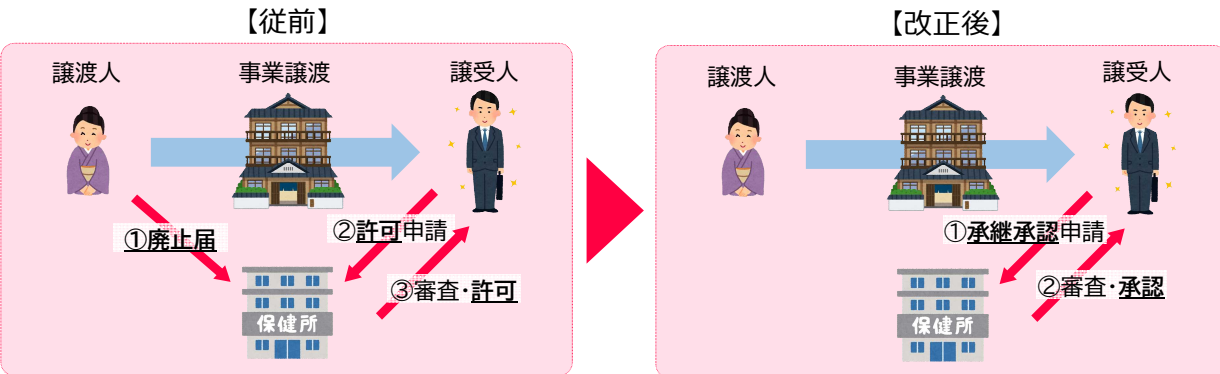 【従前】
譲渡人
事業譲渡
譲受人
①廃止届
②許可申請
③審査・許可
保健所
【改正後】
譲渡人
事業譲渡
譲受人
①承継承認申請
②審査・承認
保健所